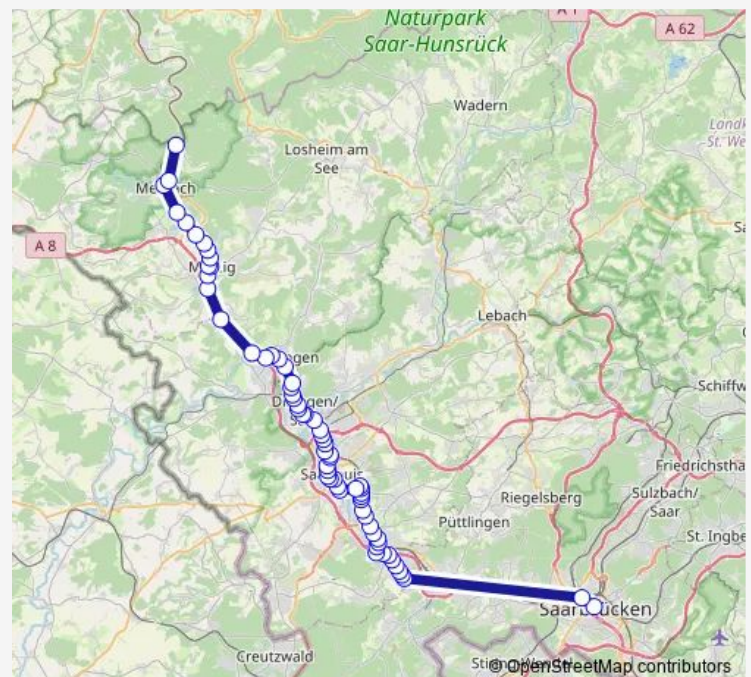 Naturpark
Saar-Hunsrück
A 1
A 62
Wadern
Losheim am
See
A 8
Lebach
Saarbrücken
Riegelsberg
Püttlingen
Friedrichstha
Sulzbach/
Saar
St. Ingbe
Schiffw
Creutzwald
© OpenStreetMap contributors